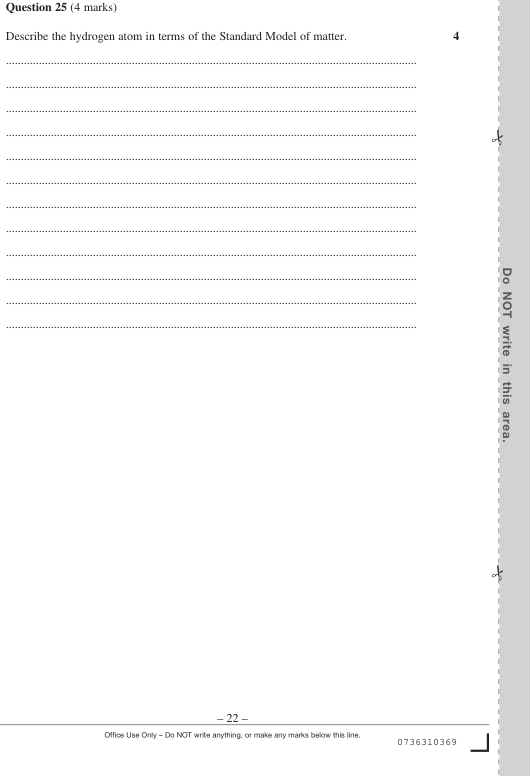 Question 25 (4 marks)
Describe the hydrogen atom in terms of the Standard Model of matter. 4
................................................................................
................................................................................
................................................................................
................................................................................
................................................................................
................................................................................
................................................................................
................................................................................
................................................................................
................................................................................
................................................................................
................................................................................
Do NOT write in this area.
– 22 –
Office Use Only – Do NOT write anything, or make any marks below this line.
0736310369